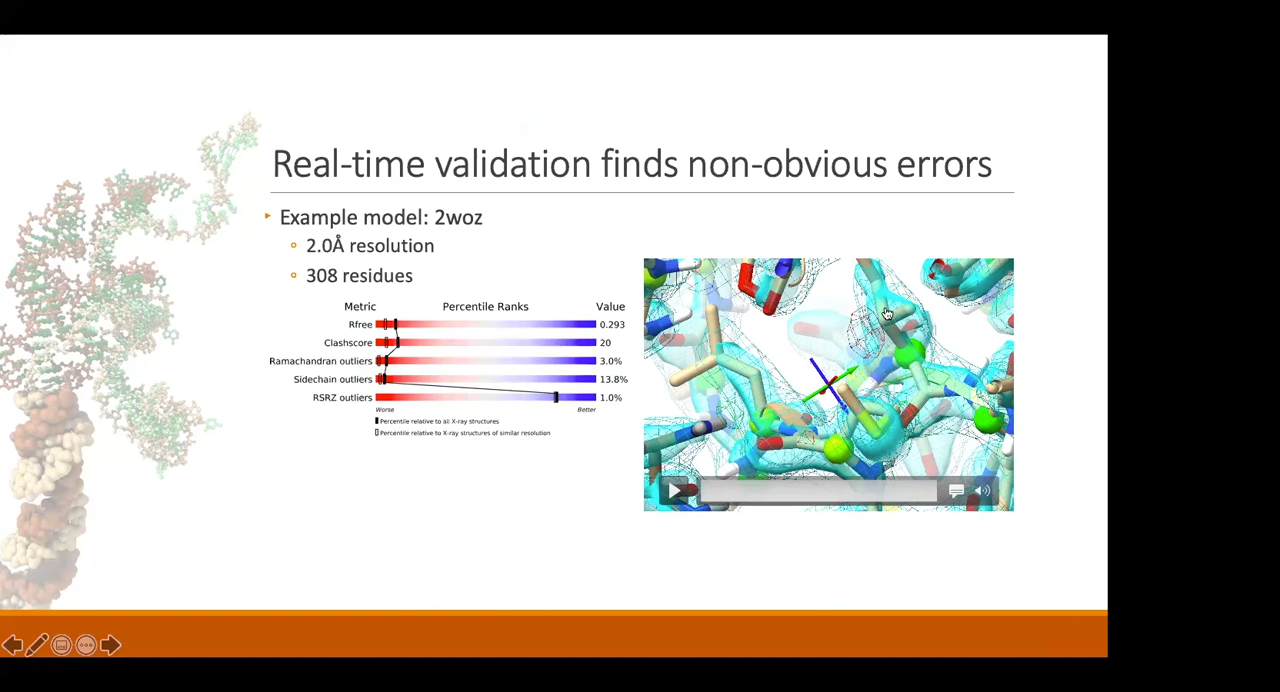 Real-time validation finds non-obvious errors
Example model: 2woz
2.0Å resolution
308 residues
Metric Percentile Ranks Value
Rfree 0.293
Clashscore 20
Ramachandran outliers 3.0%
Sidechain outliers 13.8%
RSRZ outliers 1.0%
Worse Better
Percentile relative to all X-ray structures
Percentile relative to X-ray structures of similar resolution